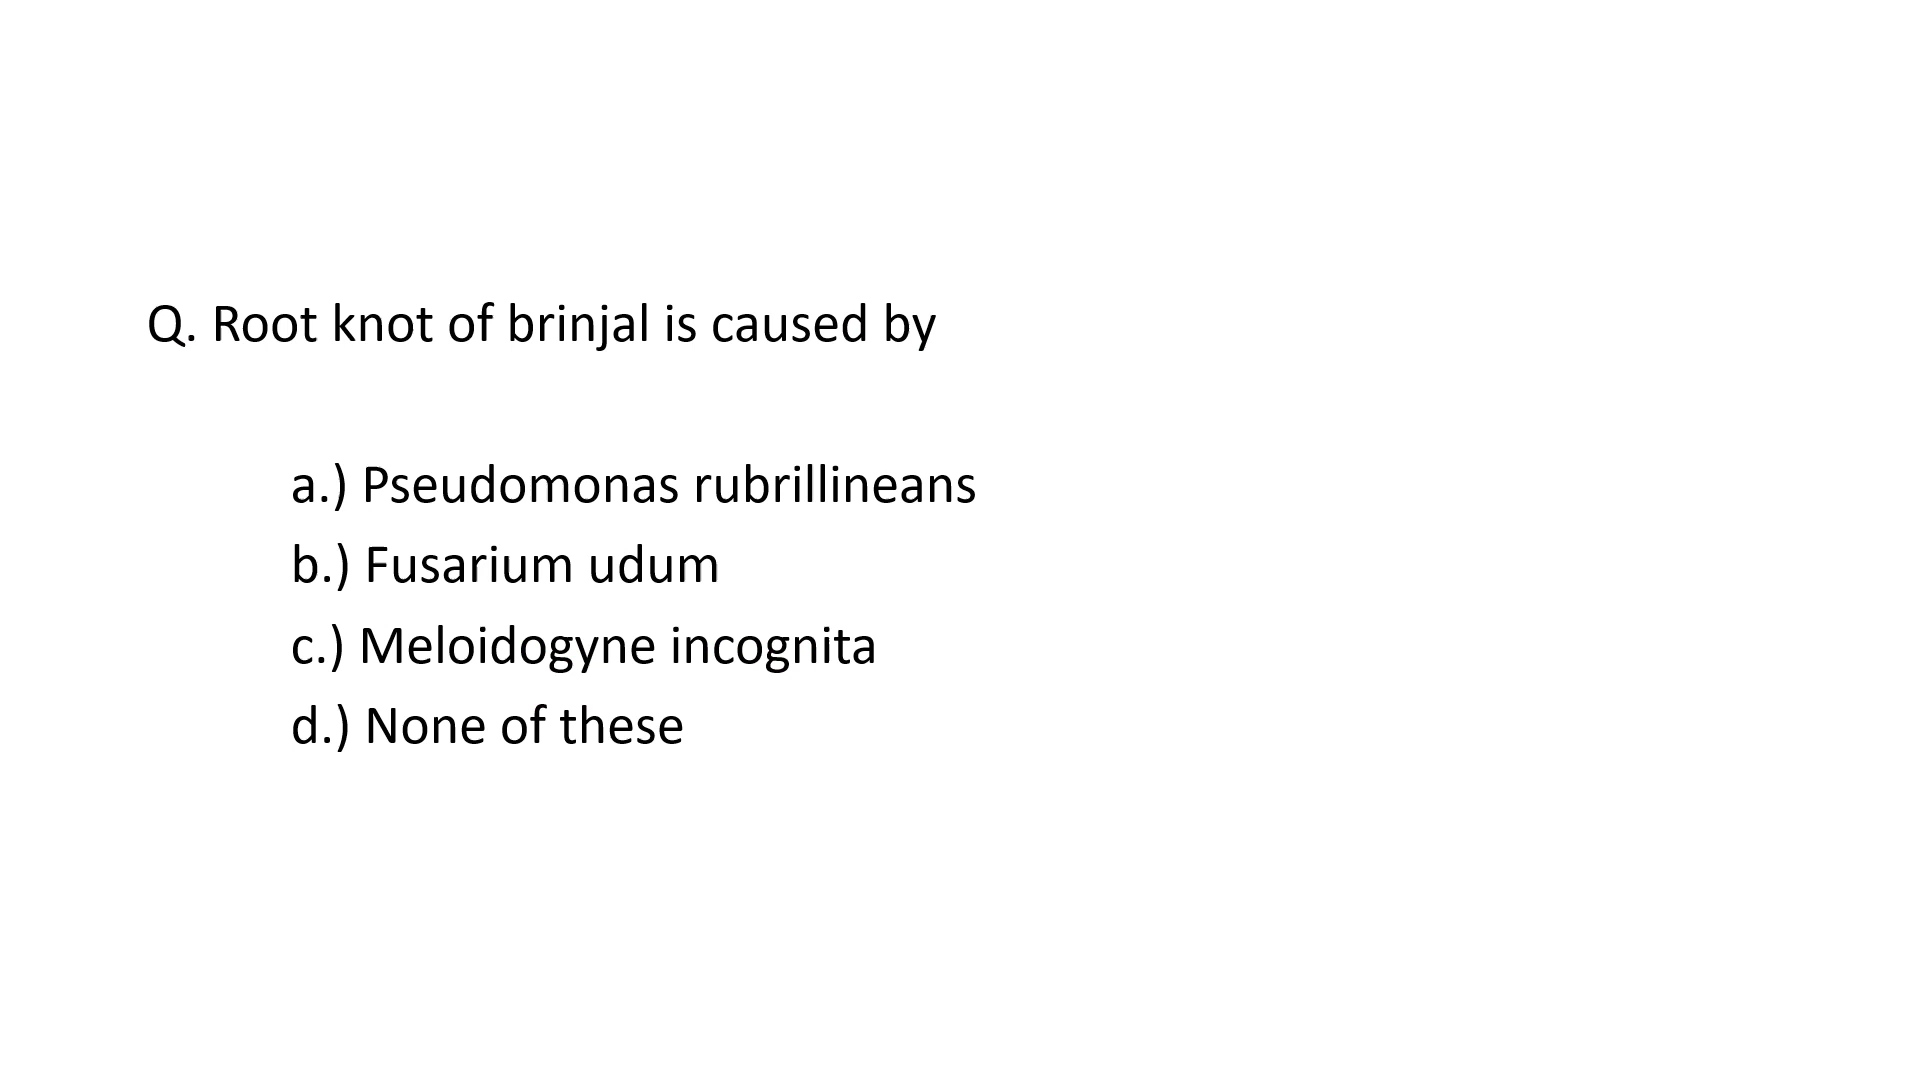 Q. Root knot of brinjal is caused by
a.) Pseudomonas rubrillineans
b.) Fusarium udum
c.) Meloidogyne incognita
d.) None of these